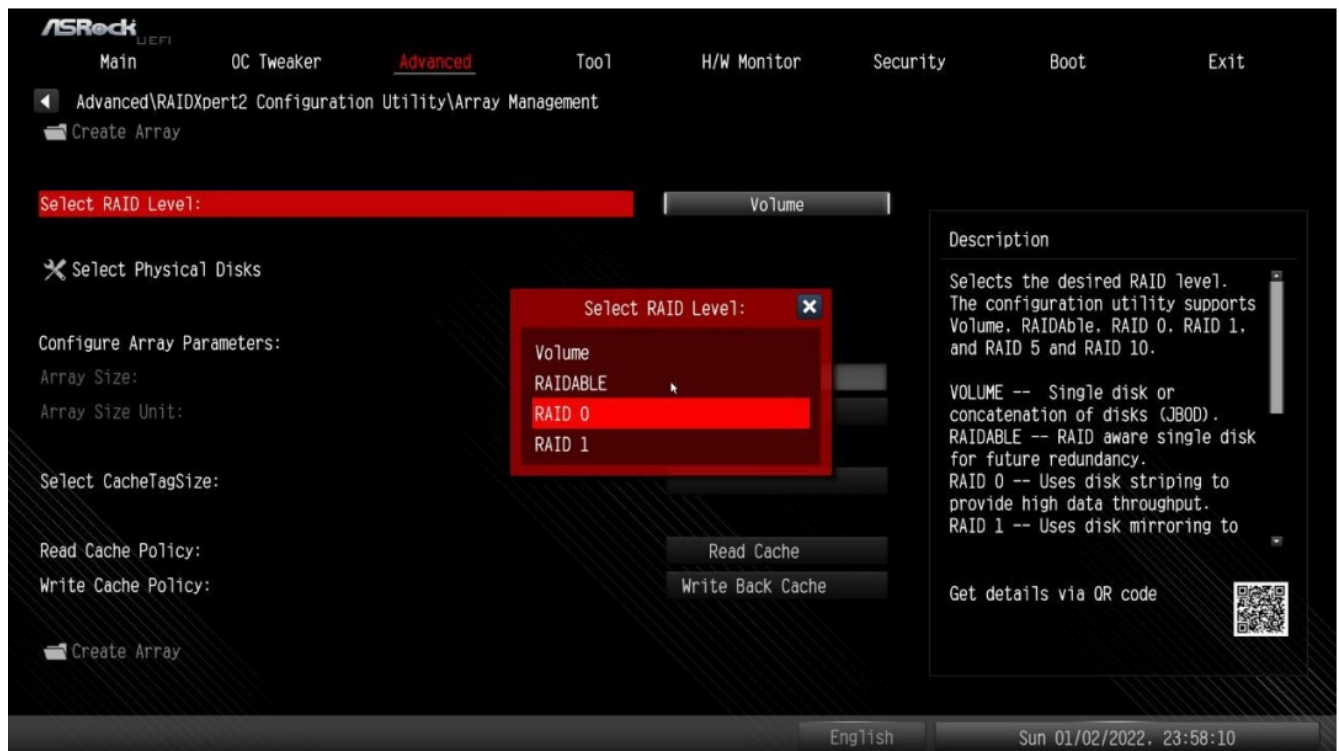 ASRock
UEFI
Main OC Tweaker Advanced Tool H/W Monitor Security Boot Exit
Advanced\RAIDXpert2 Configuration Utility\Array Management
Create Array
Select RAID Level: Volume
Select Physical Disks
Configure Array Parameters:
Array Size:
Array Size Unit:
Select CacheTagSize:
Read Cache Policy: Read Cache
Write Cache Policy: Write Back Cache
Create Array
Select RAID Level:
Volume
RAIDABLE
RAID 0
RAID 1
Description
Selects the desired RAID level.
The configuration utility supports
Volume, RAIDAble, RAID 0, RAID 1,
and RAID 5 and RAID 10.
VOLUME -- Single disk or
concatenation of disks (JBOD).
RAIDABLE -- RAID aware single disk
for future redundancy.
RAID 0 -- Uses disk striping to
provide high data throughput.
RAID 1 -- Uses disk mirroring to
Get details via QR code
English Sun 01/02/2022, 23:58:10